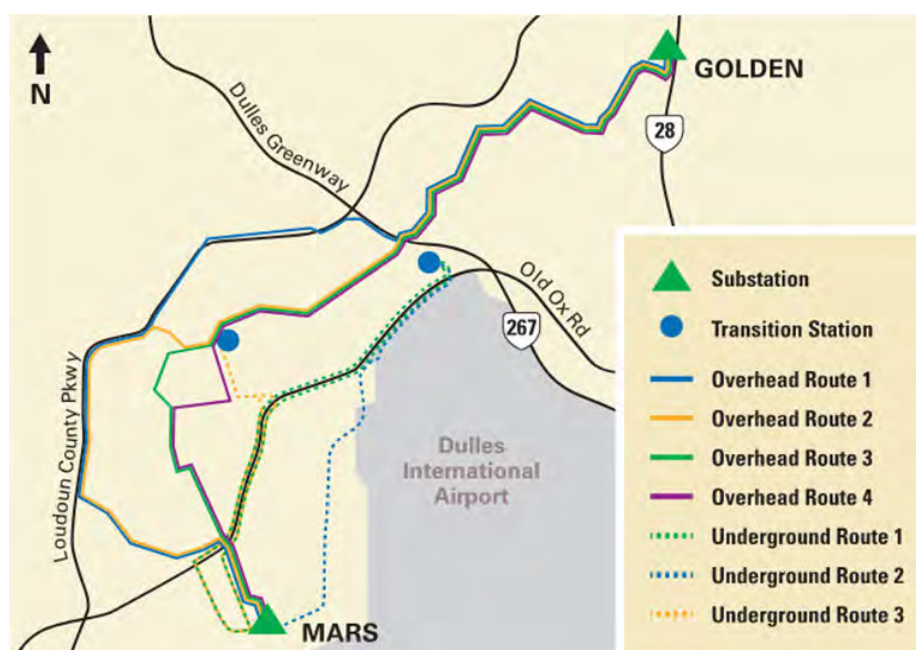 N
GOLDEN
28
Dulles Greenway
Old Ox Rd
267
Loudoun County Pkwy
Dulles
International
Airport
MARS
Substation
Transition Station
Overhead Route 1
Overhead Route 2
Overhead Route 3
Overhead Route 4
Underground Route 1
Underground Route 2
Underground Route 3